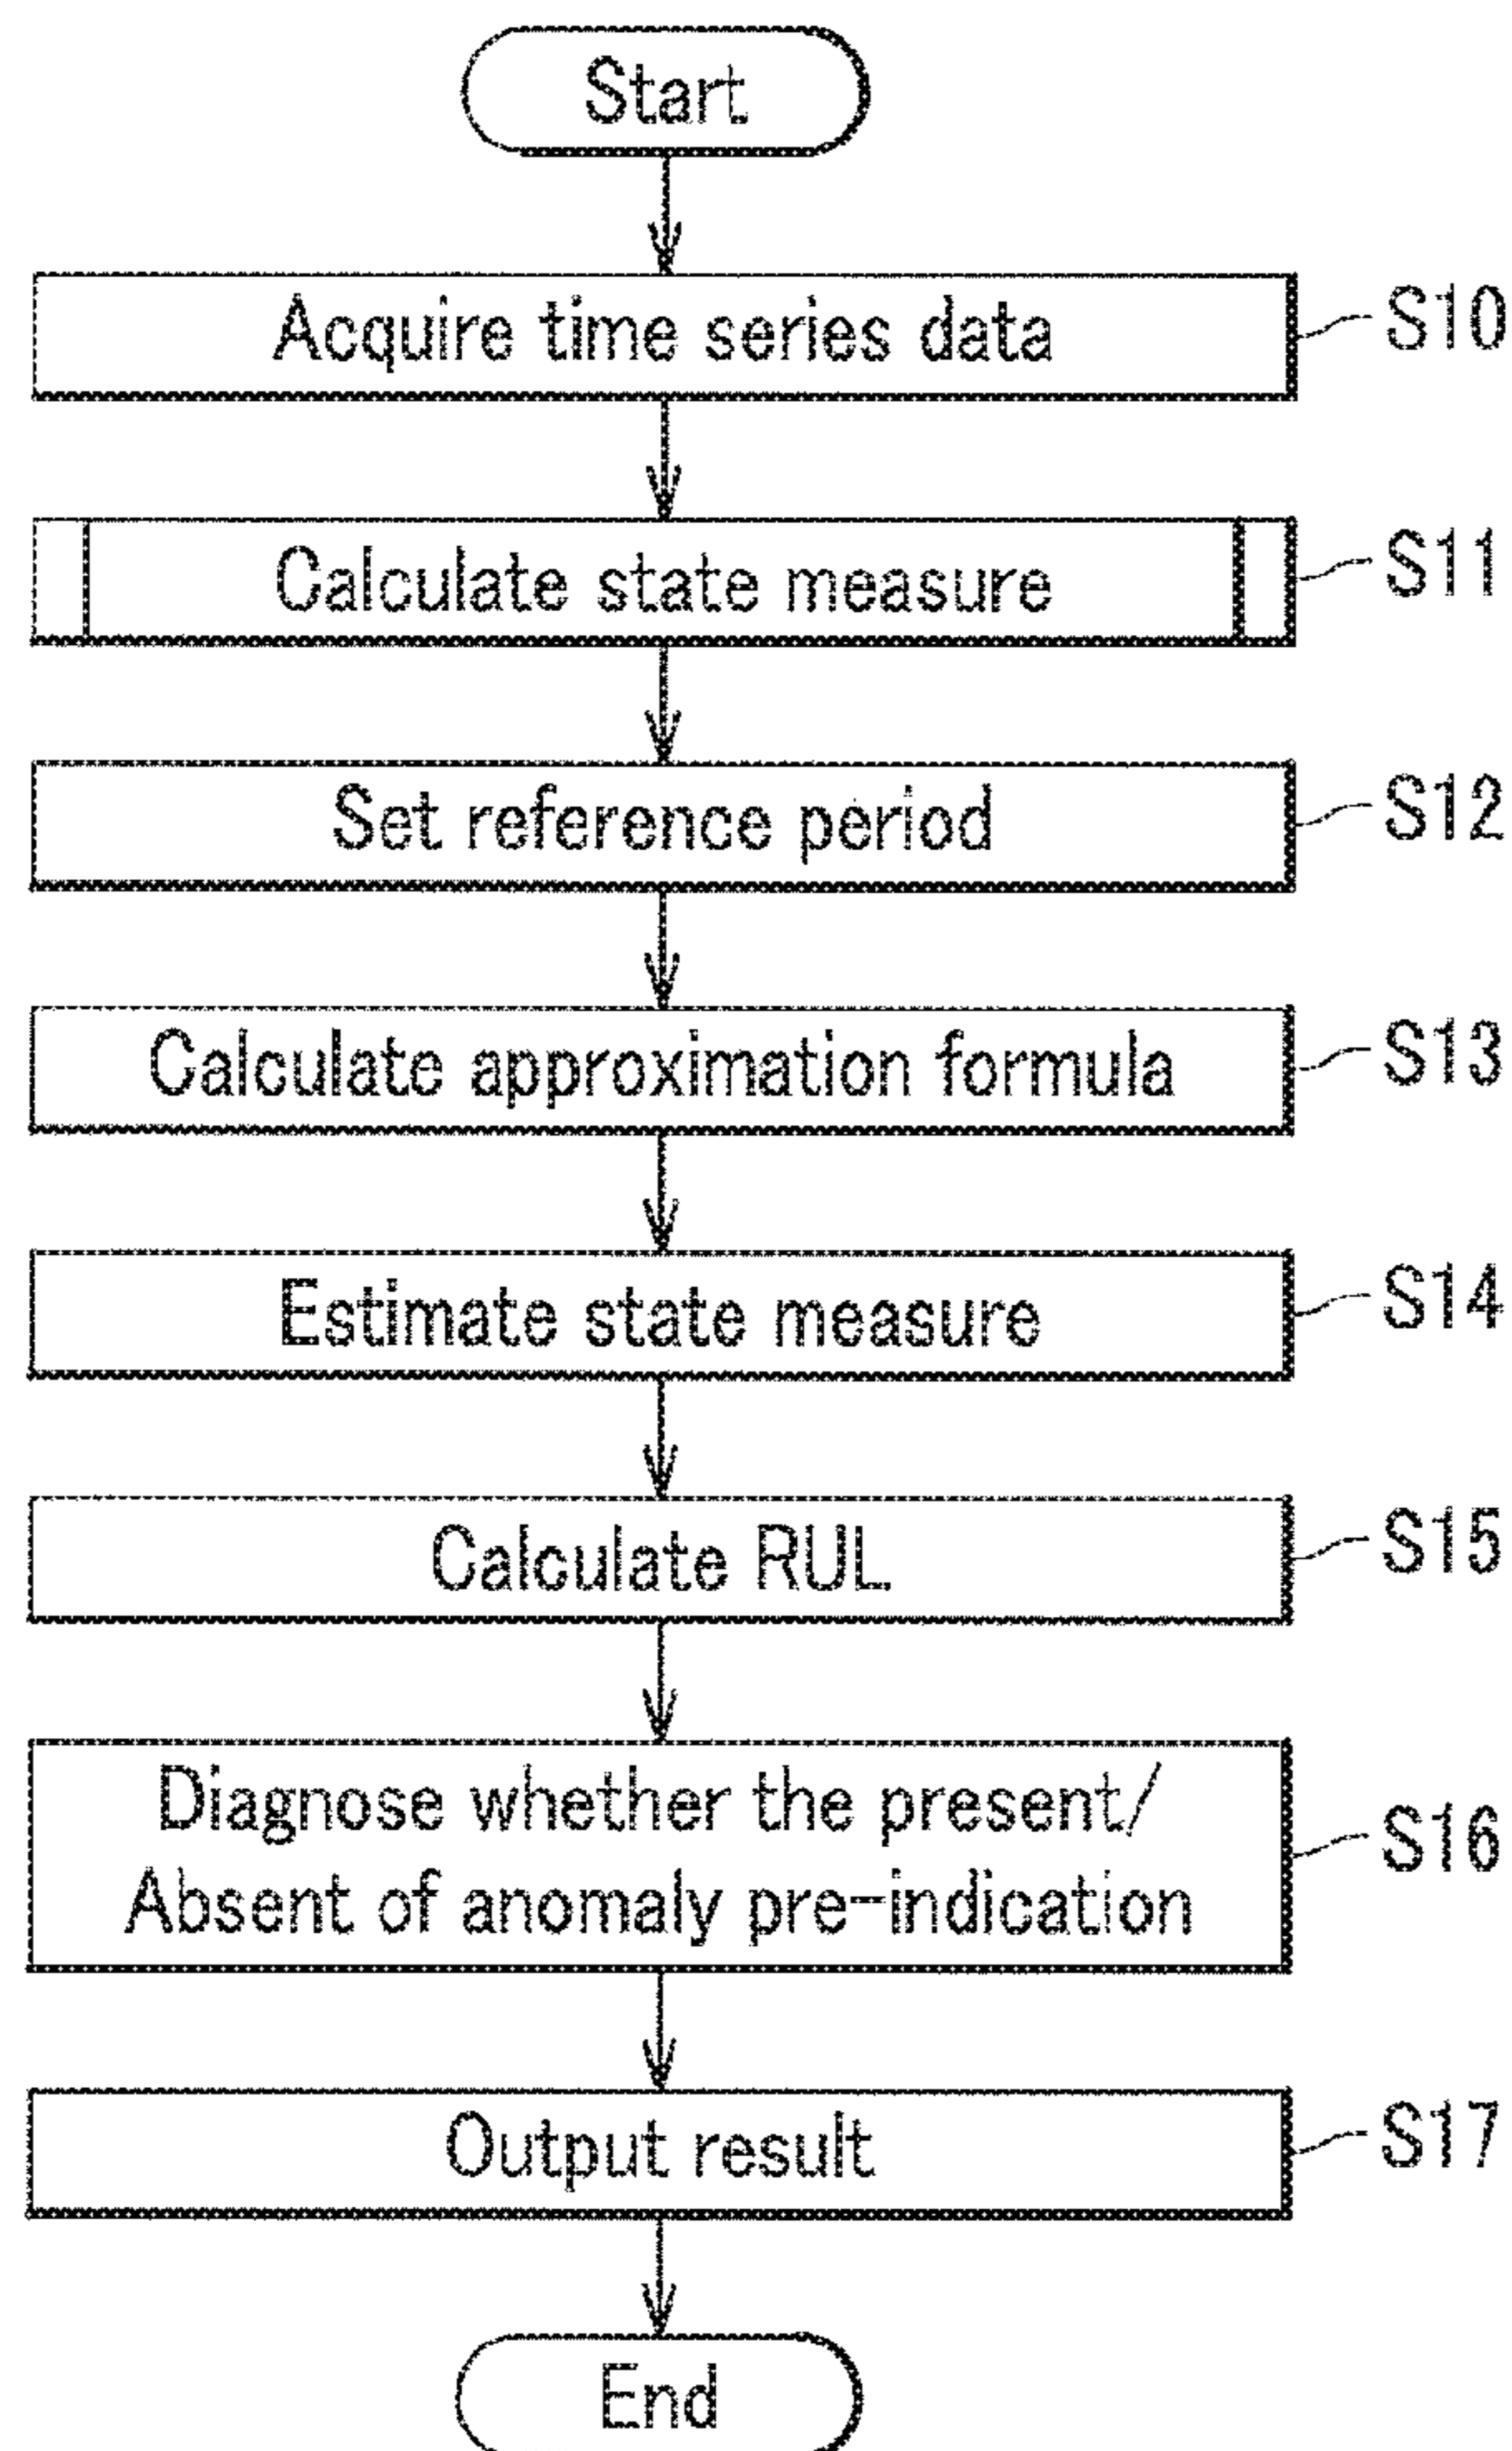 Start
Acquire time series data
S10
Calculate state measure
S11
Set reference period
S12
Calculate approximation formula
S13
Estimate state measure
S14
Calculate RUL
S15
Diagnose whether the present/
Absent of anomaly pre-indication
S16
Output result
S17
End